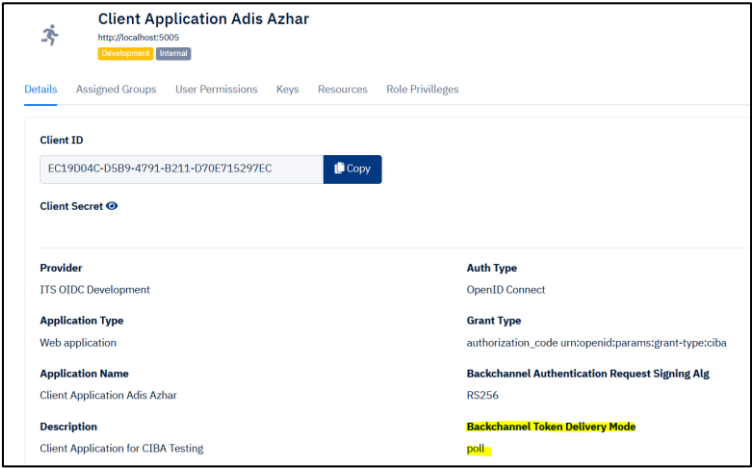 Client Application Adis Azhar
http://localhost:5005
Development Internal
Details Assigned Groups User Permissions Keys Resources Role Privilleges
Client ID
EC19D04C-D5B9-4791-B211-D70E715297EC Copy
Client Secret
Provider Auth Type
ITS OIDC Development OpenID Connect
Application Type Grant Type
Web application authorization_code urn:openid:params:grant-type:ciba
Application Name Backchannel Authentication Request Signing Alg
Client Application Adis Azhar RS256
Description Backchannel Token Delivery Mode
Client Application for CIBA Testing poll